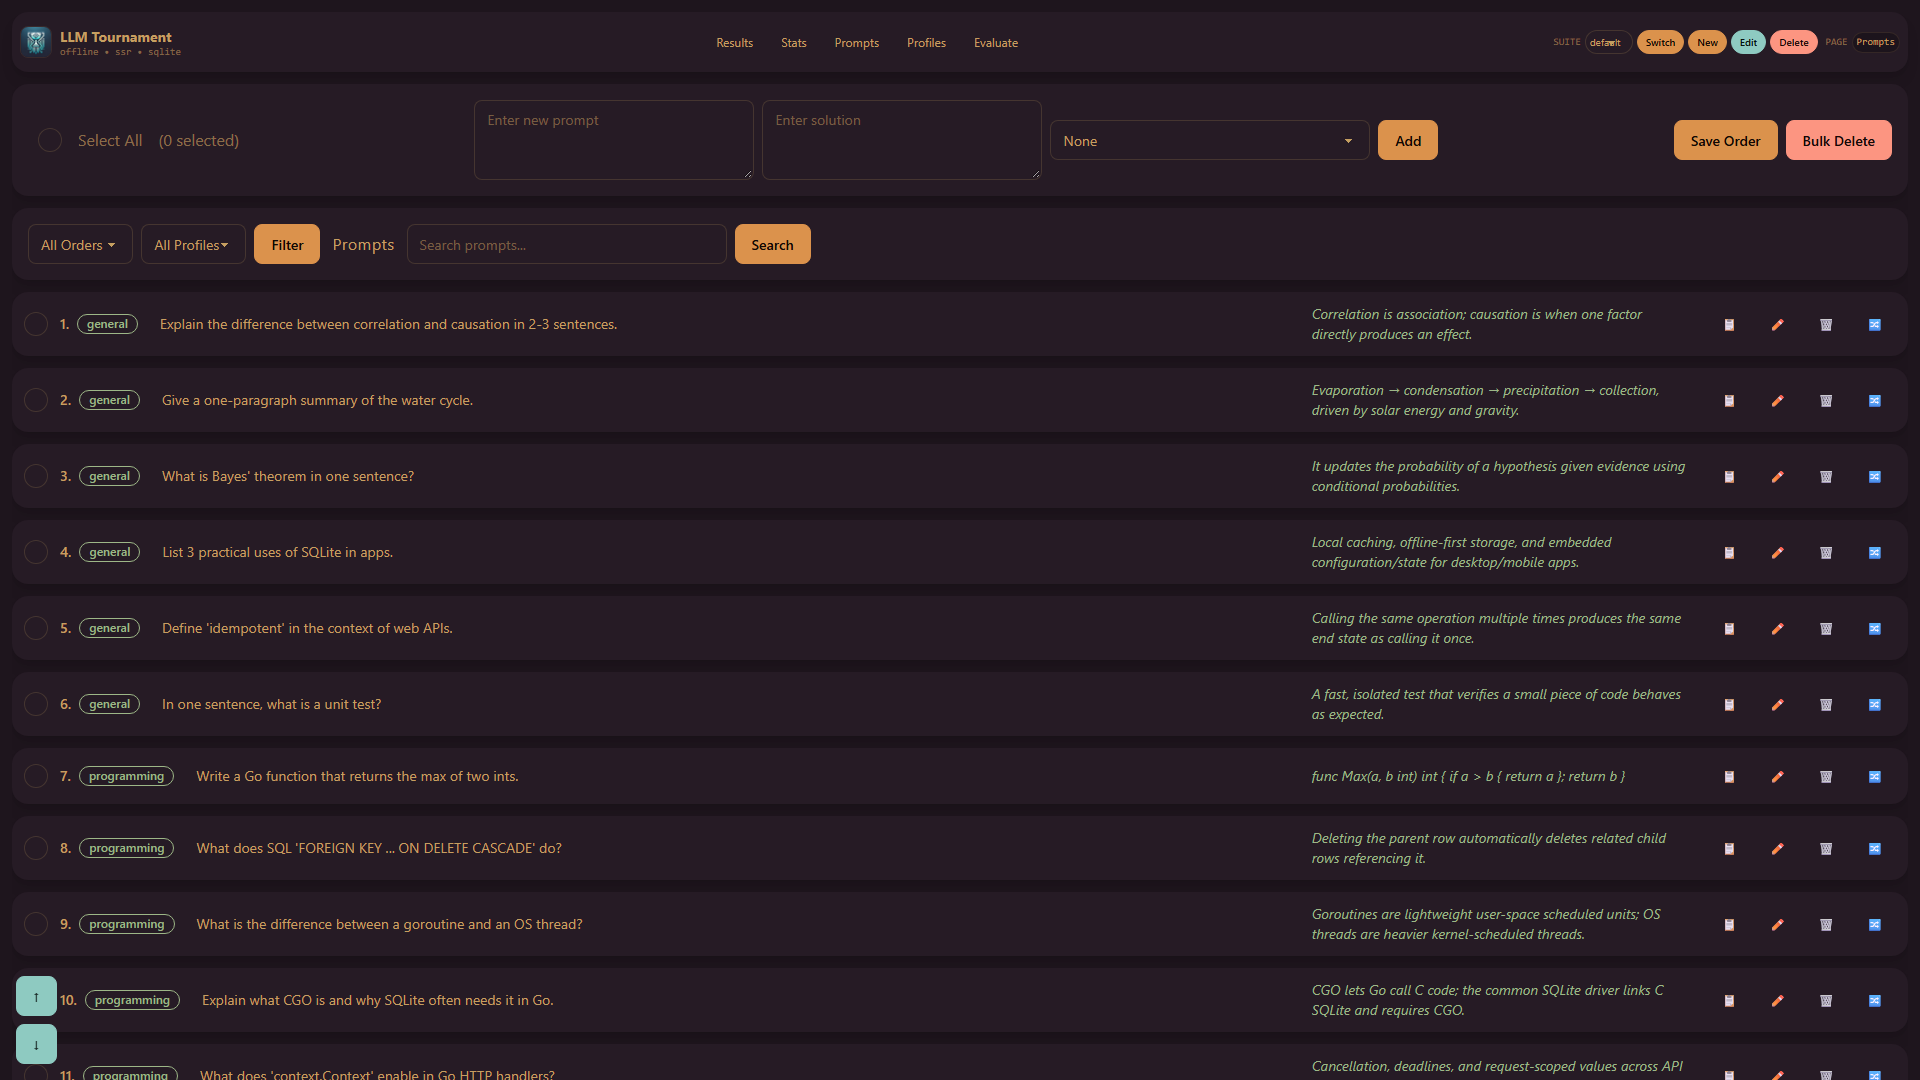 LLM Tournament
offline • ssr • sqlite
Results Stats Prompts Profiles Evaluate
SUITE default Switch New Edit Delete PAGE Prompts
Select All (0 selected)
Enter new prompt
Enter solution
None
Add
Save Order
Bulk Delete
All Orders
All Profiles
Filter
Prompts
Search prompts...
Search
1. general Explain the difference between correlation and causation in 2-3 sentences.
Correlation is association; causation is when one factor
directly produces an effect.
2. general Give a one-paragraph summary of the water cycle.
Evaporation → condensation → precipitation → collection,
driven by solar energy and gravity.
3. general What is Bayes' theorem in one sentence?
It updates the probability of a hypothesis given evidence using
conditional probabilities.
4. general List 3 practical uses of SQLite in apps.
Local caching, offline-first storage, and embedded
configuration/state for desktop/mobile apps.
5. general Define 'idempotent' in the context of web APIs.
Calling the same operation multiple times produces the same
end state as calling it once.
6. general In one sentence, what is a unit test?
A fast, isolated test that verifies a small piece of code behaves
as expected.
7. programming Write a Go function that returns the max of two ints.
func Max(a, b int) int { if a > b { return a }; return b }
8. programming What does SQL 'FOREIGN KEY ... ON DELETE CASCADE' do?
Deleting the parent row automatically deletes related child
rows referencing it.
9. programming What is the difference between a goroutine and an OS thread?
Goroutines are lightweight user-space scheduled units; OS
threads are heavier kernel-scheduled threads.
↑
10. programming Explain what CGO is and why SQLite often needs it in Go.
CGO lets Go call C code; the common SQLite driver links C
SQLite and requires CGO.
↓
11. programming What does 'context.Context' enable in Go HTTP handlers?
Cancellation, deadlines, and request-scoped values across API